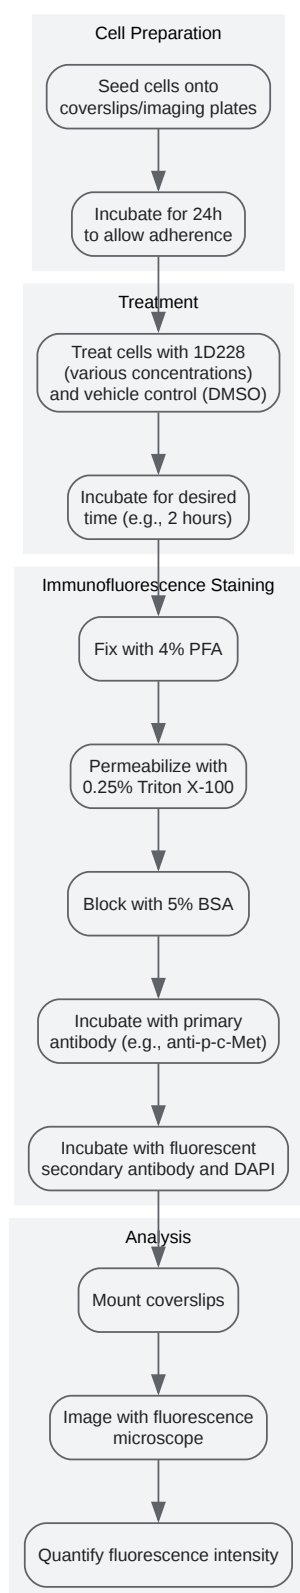 Cell Preparation
Seed cells onto
coverslips/imaging plates
Incubate for 24h
to allow adherence
Treatment
Treat cells with 1D228
(various concentrations)
and vehicle control (DMSO)
Incubate for desired
time (e.g., 2 hours)
Immunofluorescence Staining
Fix with 4% PFA
Permeabilize with
0.25% Triton X-100
Block with 5% BSA
Incubate with primary
antibody (e.g., anti-p-c-Met)
Incubate with fluorescent
secondary antibody and DAPI
Analysis
Mount coverslips
Image with fluorescence
microscope
Quantify fluorescence intensity